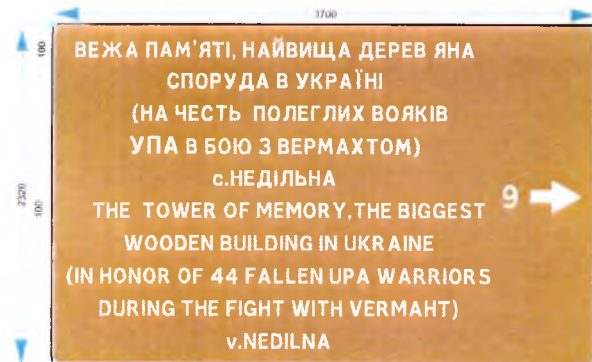 3700
100
ВЕЖА ПАМ'ЯТІ, НАЙВИЩА ДЕРЕВ ЯНА
СПОРУДА В УКРАЇНІ
(НА ЧЕСТЬ ПОЛЕГЛИХ ВОЯКІВ
УПА В БОЮ З ВЕРМАХТОМ)
с.НЕДІЛЬНА
9
2320
100
THE TOWER OF MEMORY,THE BIGGEST
WOODEN BUILDING IN UKRAINE
(IN HONOR OF 44 FALLEN UPA WARRIORS
DURING THE FIGHT WITH VERMAHT)
v.NEDILNA